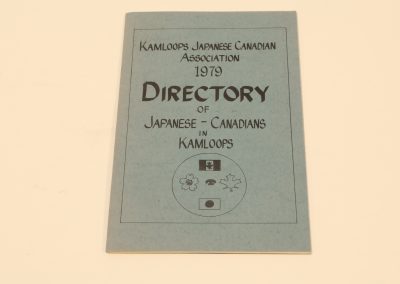 Kamloops Japanese Canadian
Association
1979
Directory
of
Japanese - Canadians
in
Kamloops